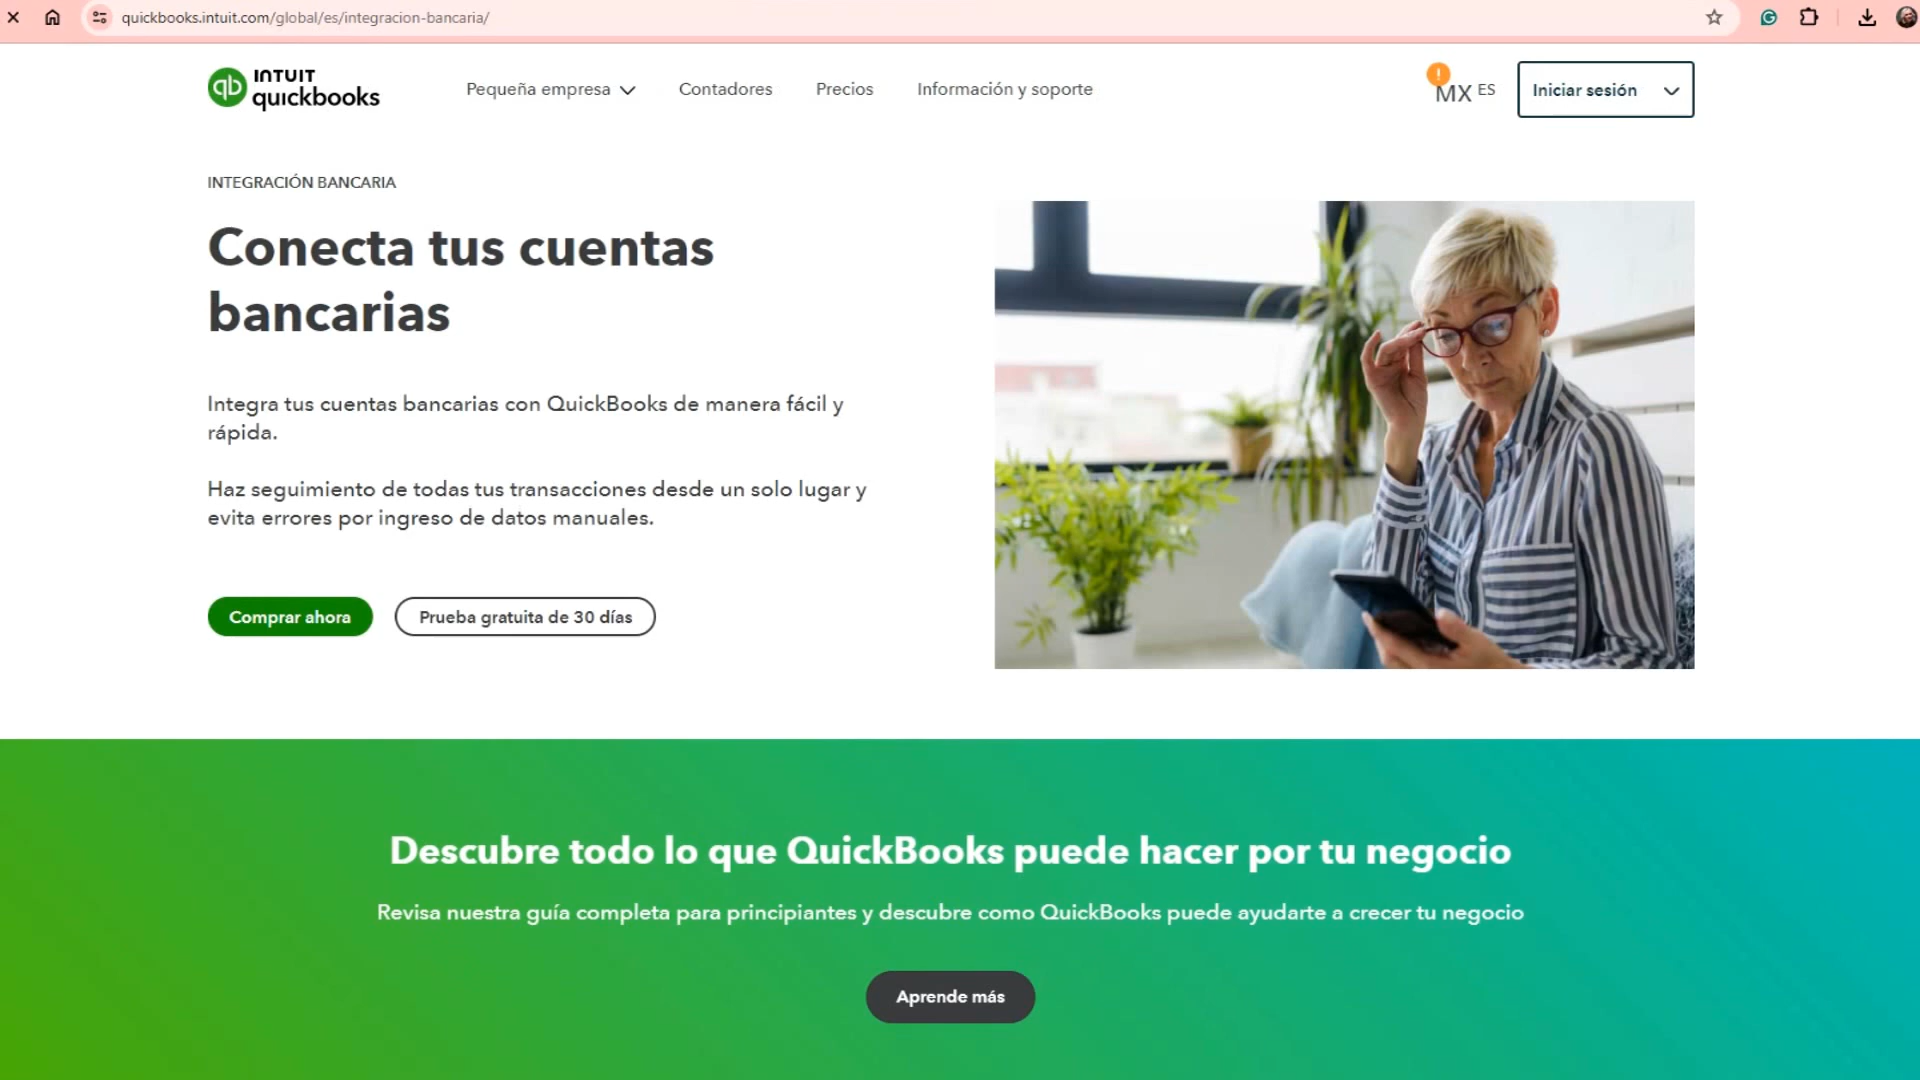 quickbooks.intuit.com/global/es/integracion-bancaria/
INTUIT
quickbooks
Pequeña empresa
Contadores
Precios
Información y soporte
MX ES
Iniciar sesión
INTEGRACIÓN BANCARIA
Conecta tus cuentas
bancarias
Integra tus cuentas bancarias con QuickBooks de manera fácil y
rápida.
Haz seguimiento de todas tus transacciones desde un solo lugar y
evita errores por ingreso de datos manuales.
Comprar ahora
Prueba gratuita de 30 días
Descubre todo lo que QuickBooks puede hacer por tu negocio
Revisa nuestra guía completa para principiantes y descubre como QuickBooks puede ayudarte a crecer tu negocio
Aprende más